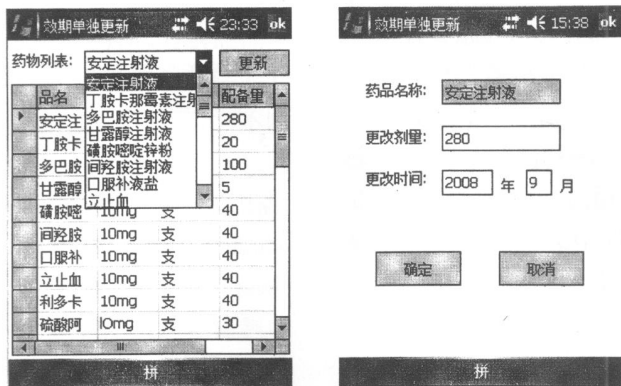 效期单独更新 23:33 ok
药物列表: 安定注射液 更新
安定注射液
丁胺卡那霉素注射
多巴胺注射液
甘露醇注射液
磺胺嘧啶锌粉
间羟胺注射液
口服补液盐
立止血
品名 配备里
安定注 280
丁胺卡 20
多巴胺 100
甘露醇 5
磺胺嘧 10mg 支 40
间羟胺 10mg 支 40
口服补 10mg 支 40
立止血 10mg 支 40
利多卡 10mg 支 40
硫酸阿 lOmg 支 30
拼
效期单独更新 15:38 ok
药品名称: 安定注射液
更改剂量: 280
更改时间: 2008 年 9 月
确定 取消
拼